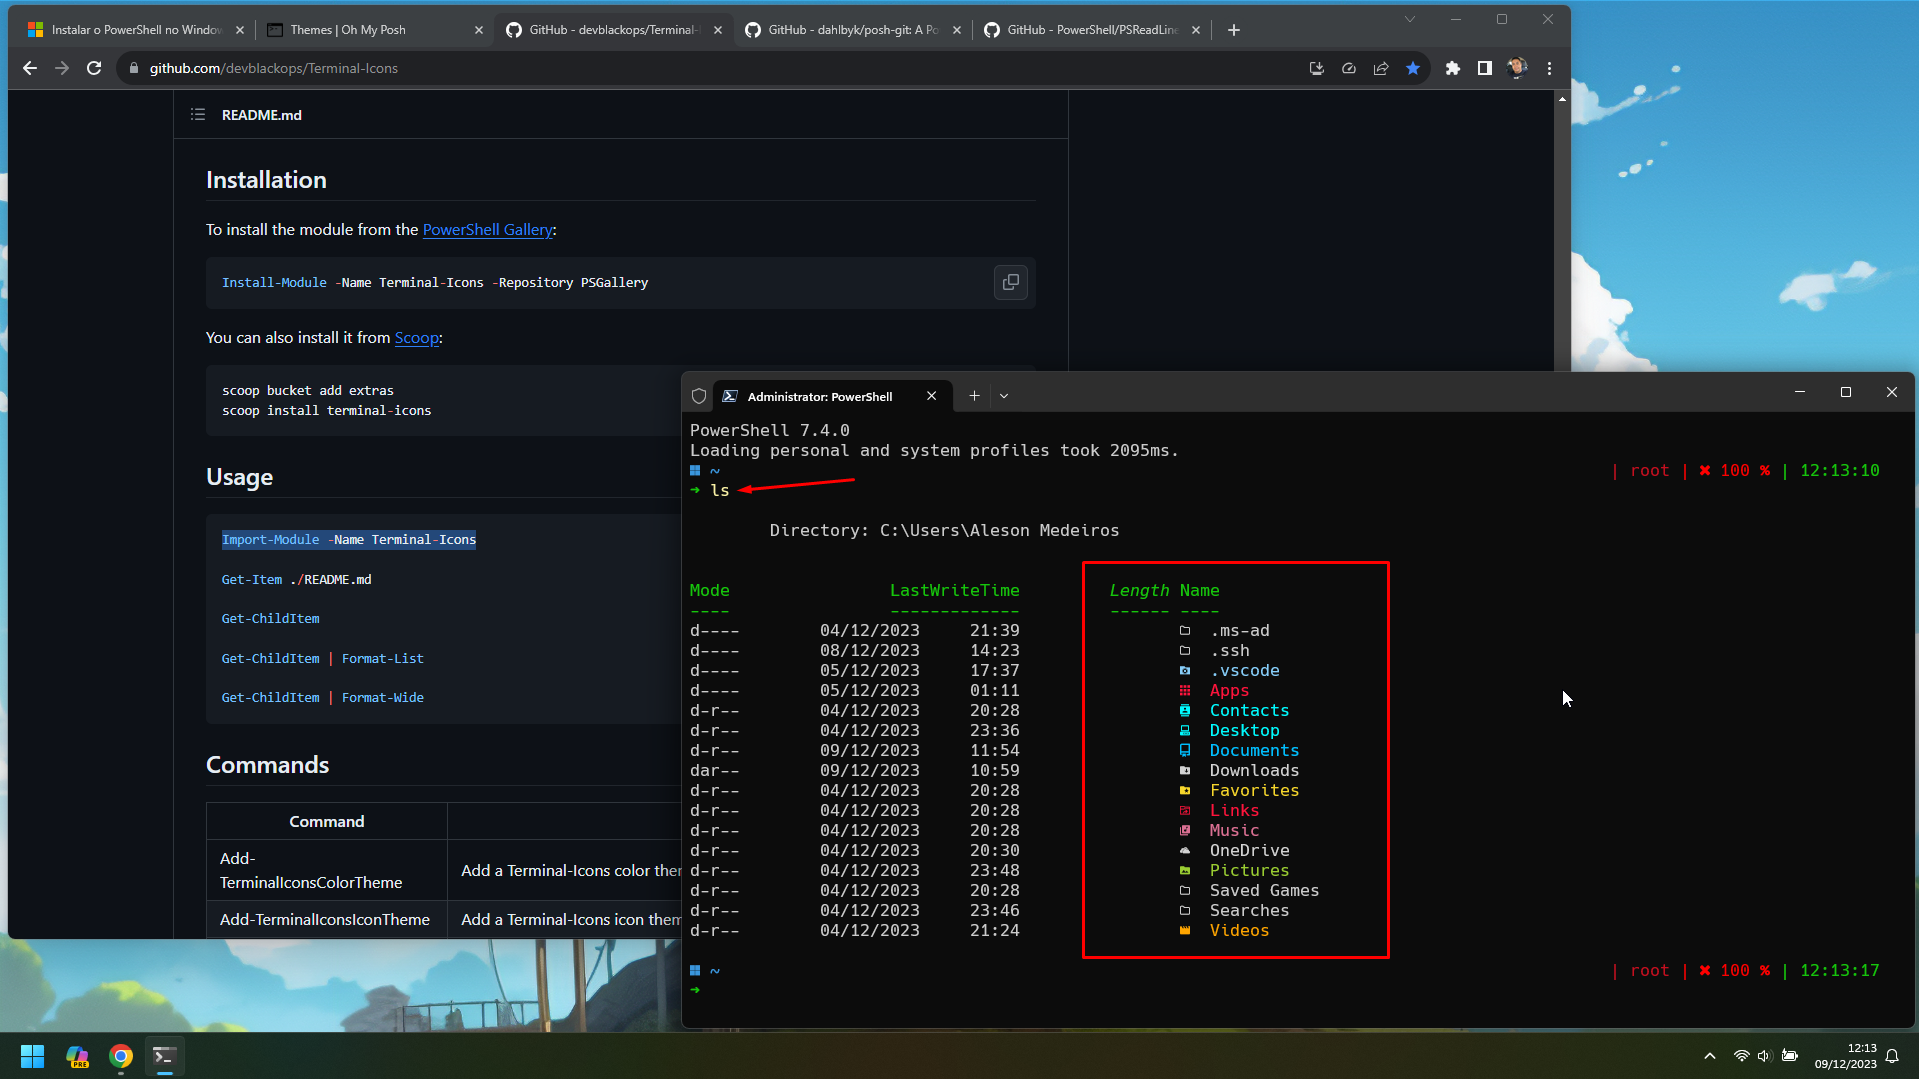 Instalar o PowerShell no Window
Themes | Oh My Posh
GitHub - devblackops/Terminal-
GitHub - dahlbyk/posh-git: A Po
GitHub - PowerShell/PSReadLine
github.com/devblackops/Terminal-Icons
README.md
Installation
To install the module from the PowerShell Gallery:
Install-Module -Name Terminal-Icons -Repository PSGallery
You can also install it from Scoop:
scoop bucket add extras
scoop install terminal-icons
Usage
Import-Module -Name Terminal-Icons
Get-Item ./README.md
Get-ChildItem
Get-ChildItem | Format-List
Get-ChildItem | Format-Wide
Commands
Command
Add-
TerminalIconsColorTheme
Add a Terminal-Icons color ther
Add-TerminalIconsIconTheme
Add a Terminal-Icons icon them
Administrator: PowerShell
PowerShell 7.4.0
Loading personal and system profiles took 2095ms.
~ | root | ✖ 100 % | 12:13:10
➜ ls
Directory: C:\Users\Aleson Medeiros
Mode LastWriteTime Length Name
---- ------------- ------ ----
d---- 04/12/2023 21:39 .ms-ad
d---- 08/12/2023 14:23 .ssh
d---- 05/12/2023 17:37 .vscode
d---- 05/12/2023 01:11 Apps
d-r-- 04/12/2023 20:28 Contacts
d-r-- 04/12/2023 23:36 Desktop
d-r-- 09/12/2023 11:54 Documents
dar-- 09/12/2023 10:59 Downloads
d-r-- 04/12/2023 20:28 Favorites
d-r-- 04/12/2023 20:28 Links
d-r-- 04/12/2023 20:28 Music
d-r-- 04/12/2023 20:30 OneDrive
d-r-- 04/12/2023 23:48 Pictures
d-r-- 04/12/2023 20:28 Saved Games
d-r-- 04/12/2023 23:46 Searches
d-r-- 04/12/2023 21:24 Videos
~ | root | ✖ 100 % | 12:13:17
➜
PRE
12:13
09/12/2023